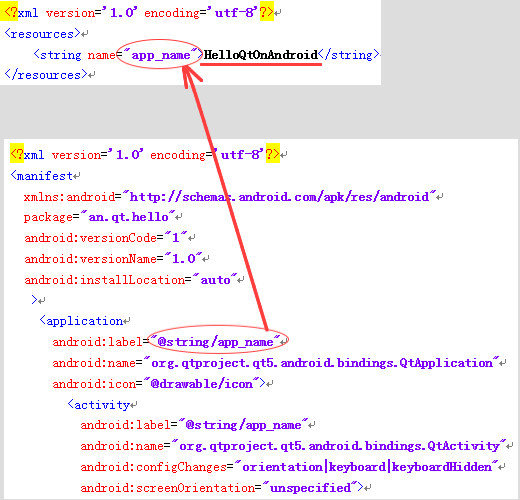 <?xml version='1.0' encoding='utf-8'?>
<resources>
<string name="app_name">HelloQtOnAndroid</string>
</resources>
<?xml version='1.0' encoding='utf-8'?>
<manifest
xmlns:android="http://schemas.android.com/apk/res/android"
package="an.qt.hello"
android:versionCode="1"
android:versionName="1.0"
android:installLocation="auto"
>
<application
android:label="@string/app_name"
android:name="org.qtproject.qt5.android.bindings.QtApplication"
android:icon="@drawable/icon">
<activity
android:label="@string/app_name"
android:name="org.qtproject.qt5.android.bindings.QtActivity"
android:configChanges="orientation|keyboard|keyboardHidden
android:screenOrientation="unspecified">